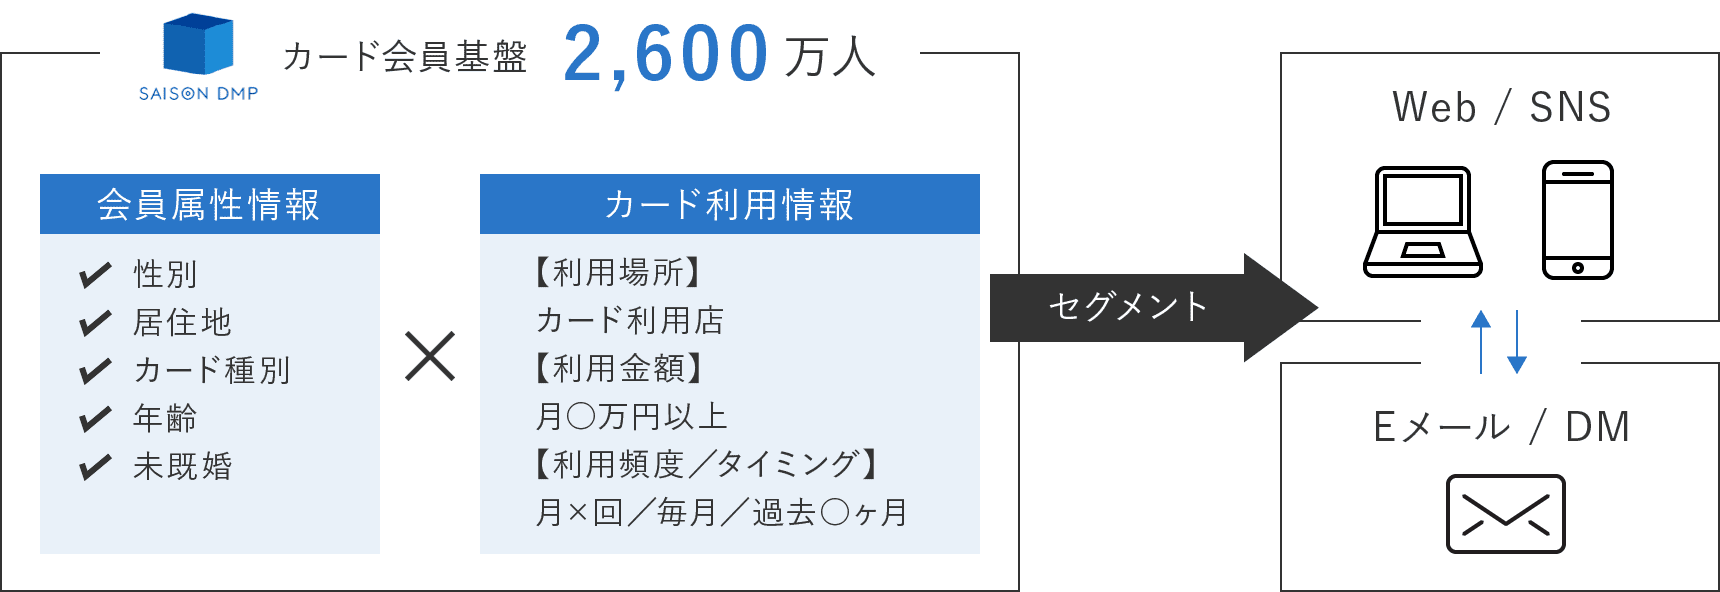 SAISON DMP
カード会員基盤 2,600 万人
会員属性情報
性別
居住地
カード種別
年齢
未既婚
×
カード利用情報
【利用場所】
カード利用店
【利用金額】
月〇万円以上
【利用頻度／タイミング】
月×回／毎月／過去〇ヶ月
セグメント
Web / SNS
Eメール / DM